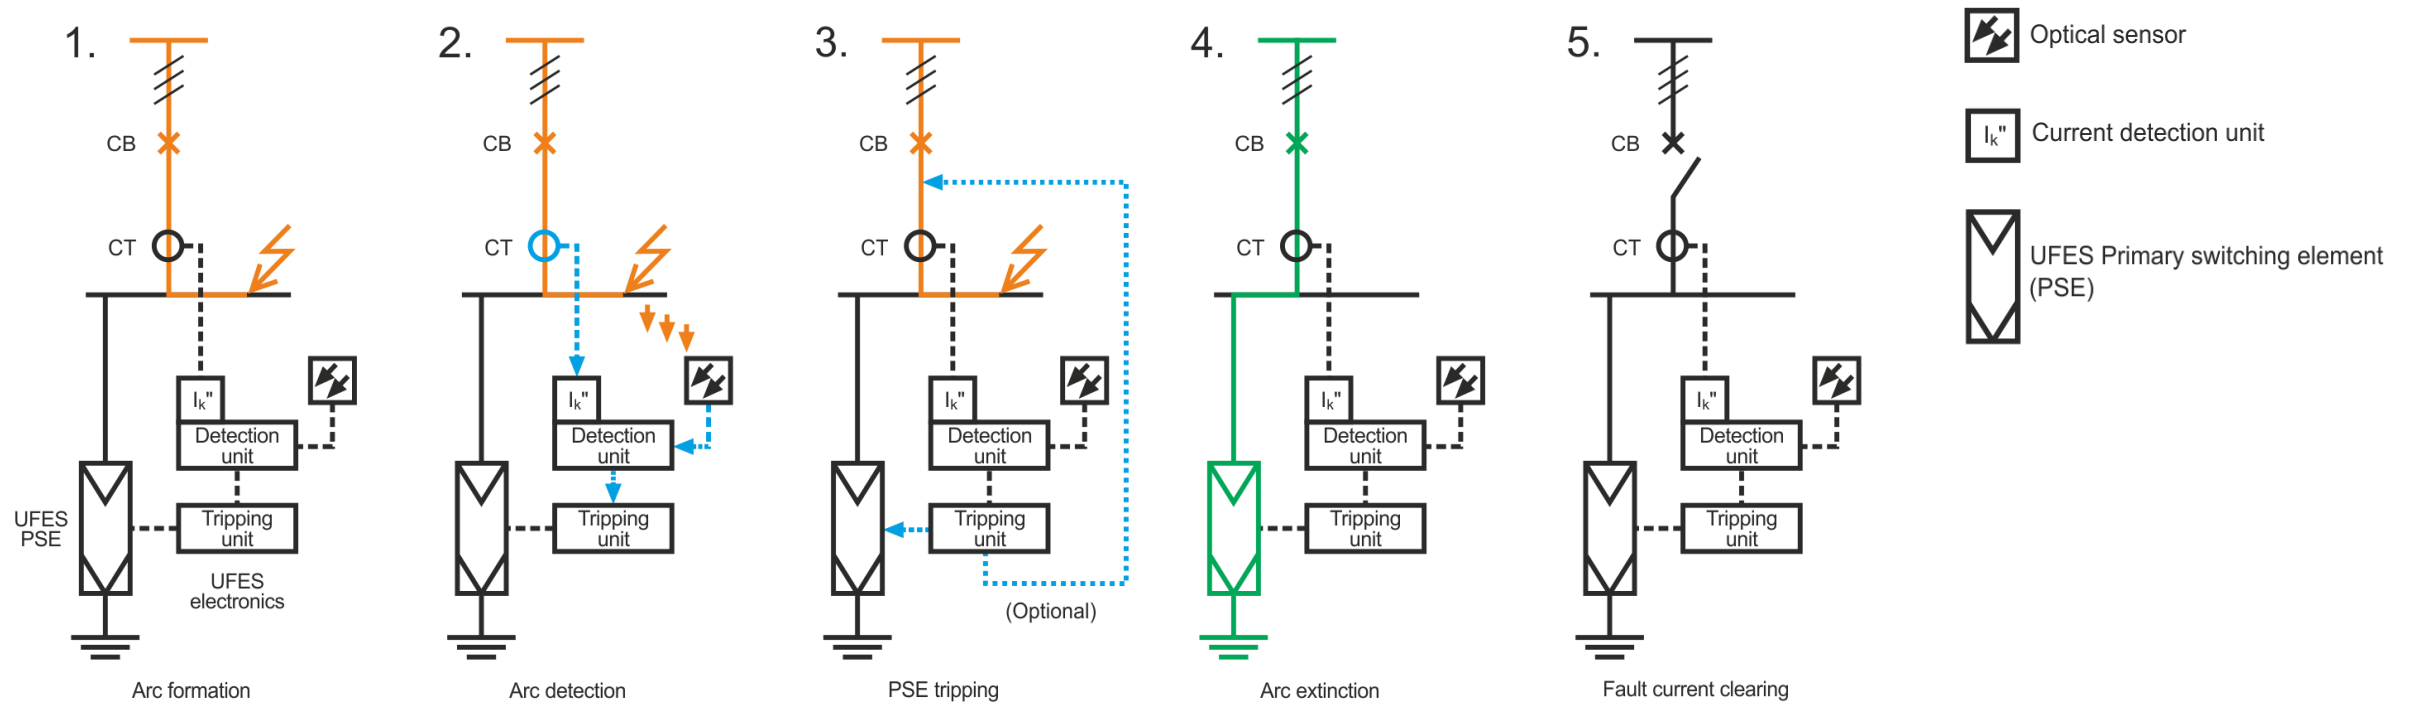 1.
CB
CT
Ik"
Detection
unit
Tripping
unit
UFES
PSE
UFES
electronics
Arc formation
2.
CB
CT
Ik"
Detection
unit
Tripping
unit
Arc detection
3.
CB
CT
Ik"
Detection
unit
Tripping
unit
(Optional)
PSE tripping
4.
CB
CT
Ik"
Detection
unit
Tripping
unit
Arc extinction
5.
CB
CT
Ik"
Detection
unit
Tripping
unit
Fault current clearing
Optical sensor
Ik"
Current detection unit
UFES Primary switching element
(PSE)